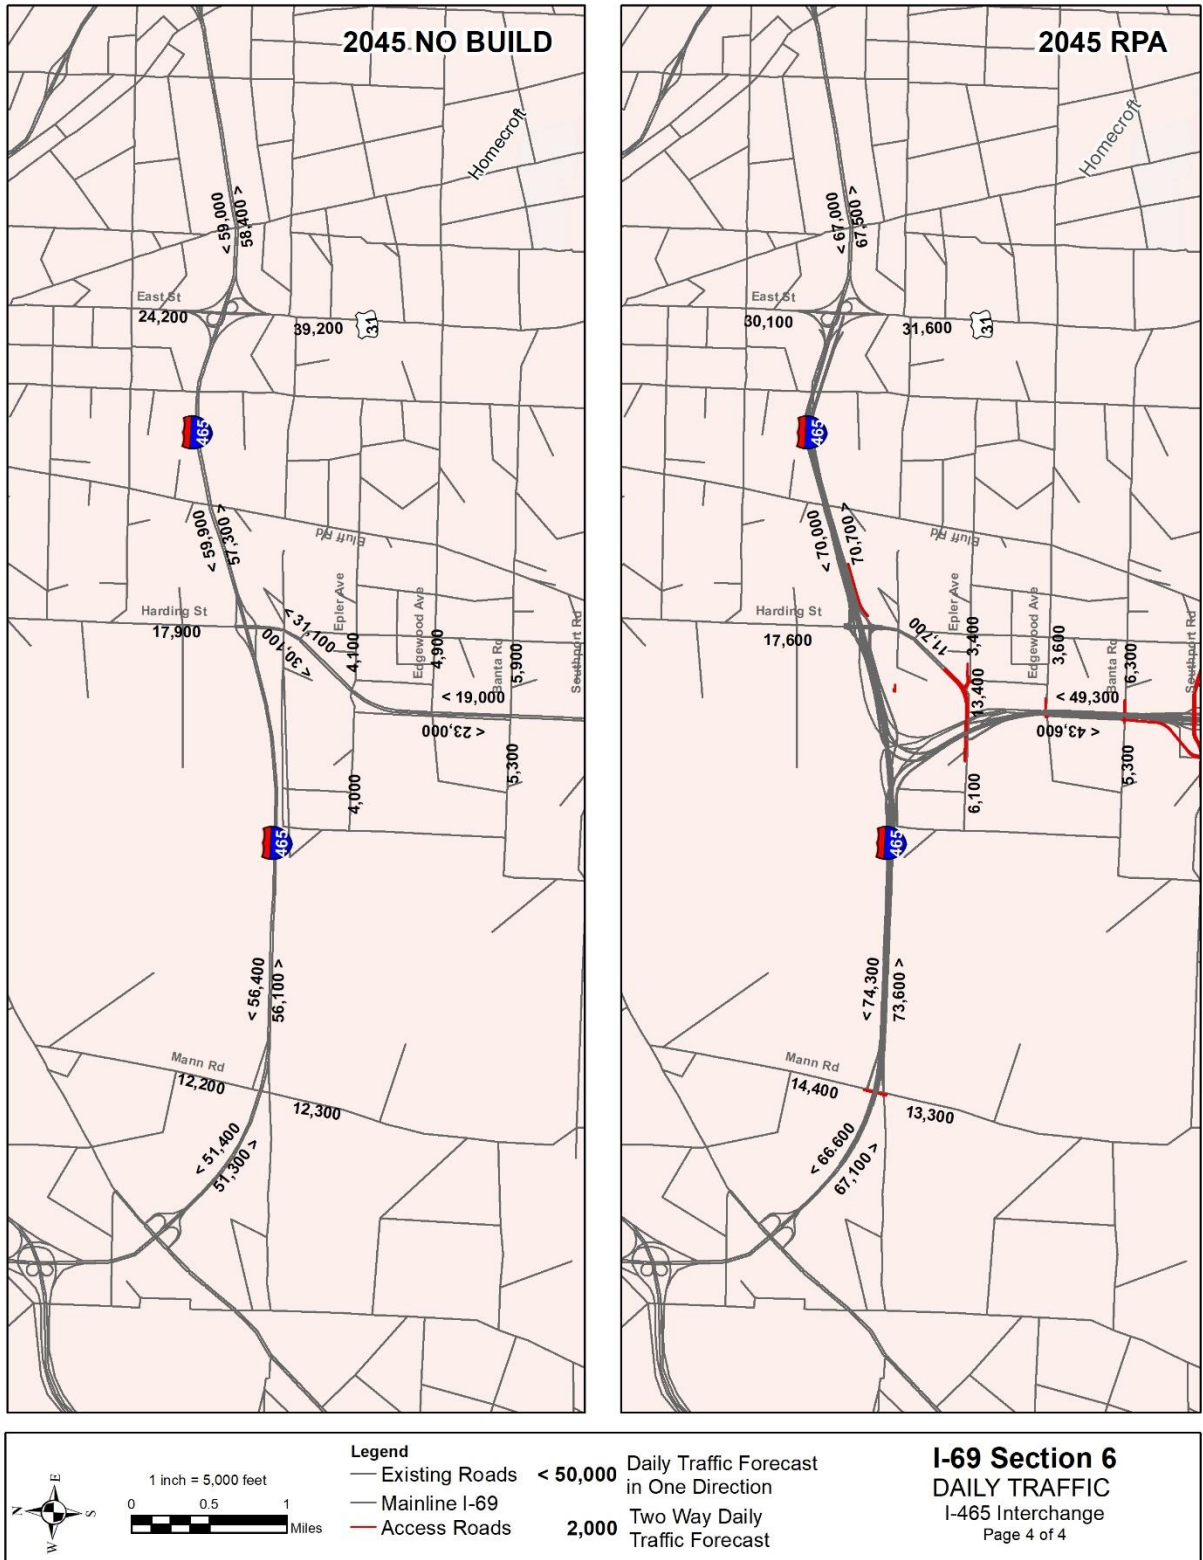 2045 NO BUILD
Homecroft
< 59,000
58,400 >
East St
24,200
39,200
31
465
< 59,900
57,300 >
Bluff Rd
Harding St
17,900
< 31,100
30,100 >
Epler Ave
4,100
Edgewood Ave
4,900
Banta Rd
5,900
Southport Rd
< 19,000
23,000 >
5,300
4,000
465
< 56,400
56,100 >
Mann Rd
12,200
12,300
< 51,400
51,300 >
2045 RPA
Homecroft
< 67,000
67,500 >
East St
30,100
31,600
31
465
< 70,000
70,700 >
Bluff Rd
Harding St
17,600
11,700
Epler Ave
3,400
Edgewood Ave
3,600
Banta Rd
6,300
Southport Rd
13,400
< 49,300
43,600 >
5,300
6,100
465
< 74,300
73,600 >
Mann Rd
14,400
13,300
< 66.600
67,100 >
N
E
S
W
1 inch = 5,000 feet
0 0.5 1
Miles
Legend
Existing Roads
Mainline I-69
Access Roads
< 50,000 Daily Traffic Forecast
in One Direction
2,000 Two Way Daily
Traffic Forecast
I-69 Section 6
DAILY TRAFFIC
I-465 Interchange
Page 4 of 4